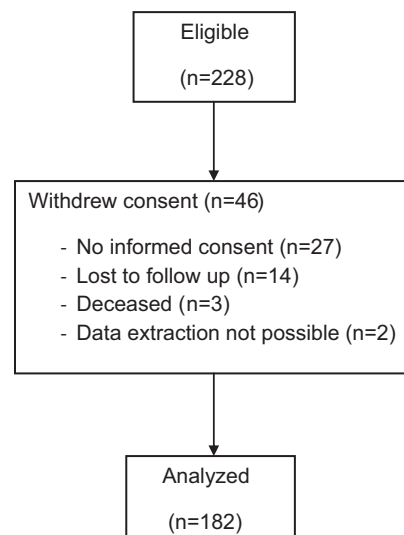 Eligible
(n=228)
Withdrew consent (n=46)
- No informed consent (n=27)
- Lost to follow up (n=14)
- Deceased (n=3)
- Data extraction not possible (n=2)
Analyzed
(n=182)